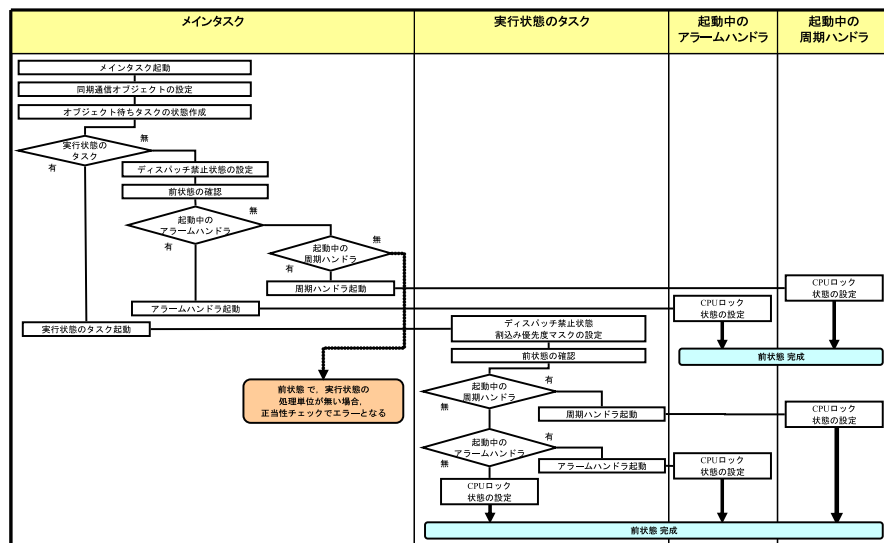 メインタスク
実行状態のタスク
起動中の
アラームハンドラ
起動中の
周期ハンドラ
メインタスク起動
同期通信オブジェクトの設定
オブジェクト待ちタスクの状態作成
実行状態の
タスク
無
有
ディスパッチ禁止状態の設定
前状態の確認
起動中の
アラームハンドラ
無
有
起動中の
周期ハンドラ
無
有
周期ハンドラ起動
CPUロック
状態の設定
アラームハンドラ起動
CPUロック
状態の設定
実行状態のタスク起動
ディスパッチ禁止状態
割込み優先度マスクの設定
前状態の確認
前状態 完成
前状態 で，実行状態の
処理単位が無い場合，
正当性チェックでエラーとなる
起動中の
周期ハンドラ
有
無
周期ハンドラ起動
CPUロック
状態の設定
起動中の
アラームハンドラ
有
無
アラームハンドラ起動
CPUロック
状態の設定
CPUロック
状態の設定
前状態 完成